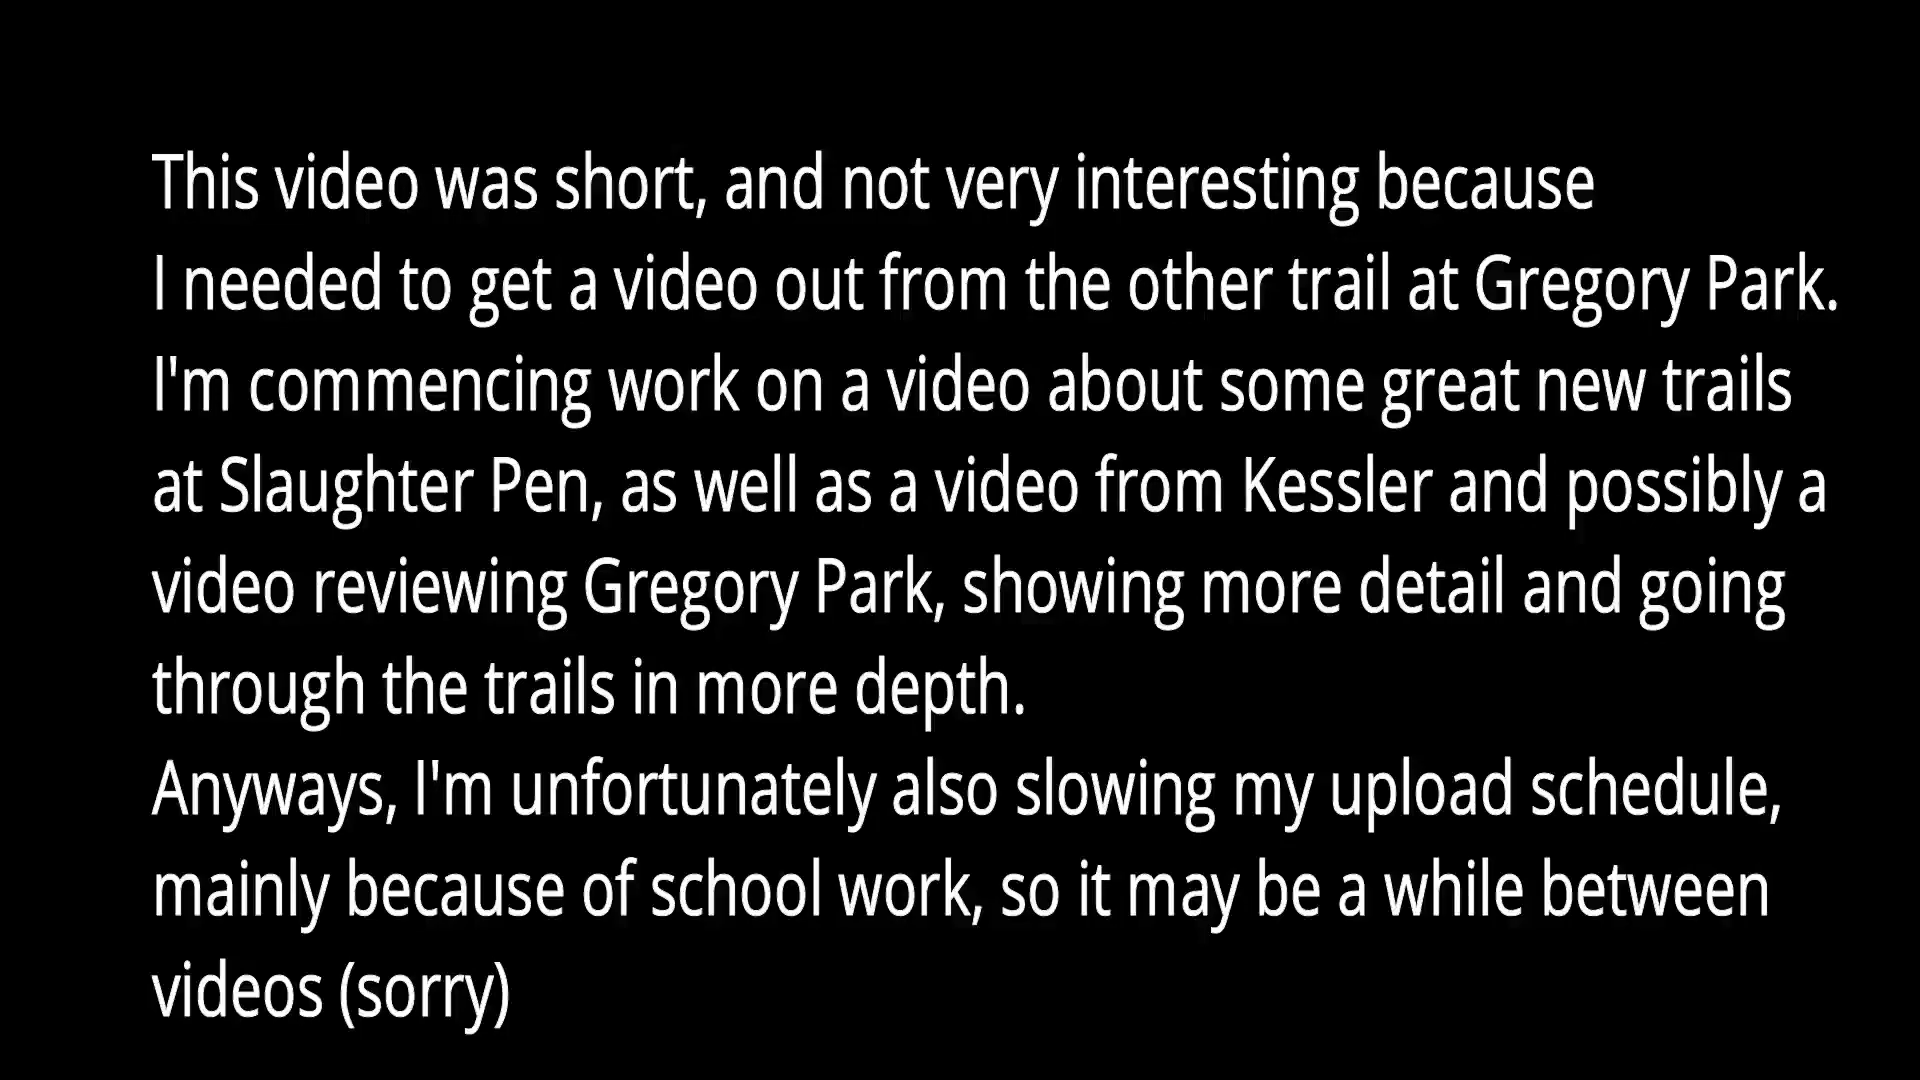 This video was short, and not very interesting because
I needed to get a video out from the other trail at Gregory Park.
I'm commencing work on a video about some great new trails
at Slaughter Pen, as well as a video from Kessler and possibly a
video reviewing Gregory Park, showing more detail and going
through the trails in more depth.
Anyways, I'm unfortunately also slowing my upload schedule,
mainly because of school work, so it may be a while between
videos (sorry)